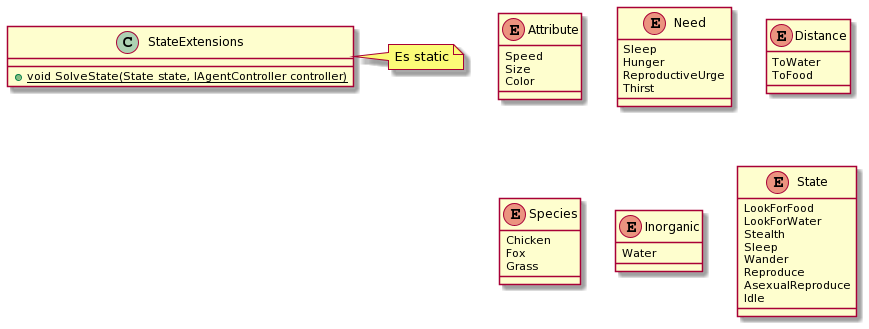 C StateExtensions
void SolveState(State state, IAgentController controller)
Es static
E Attribute
Speed
Size
Color
E Need
Sleep
Hunger
ReproductiveUrge
Thirst
E Distance
ToWater
ToFood
E Species
Chicken
Fox
Grass
E Inorganic
Water
E State
LookForFood
LookForWater
Stealth
Sleep
Wander
Reproduce
AsexualReproduce
Idle